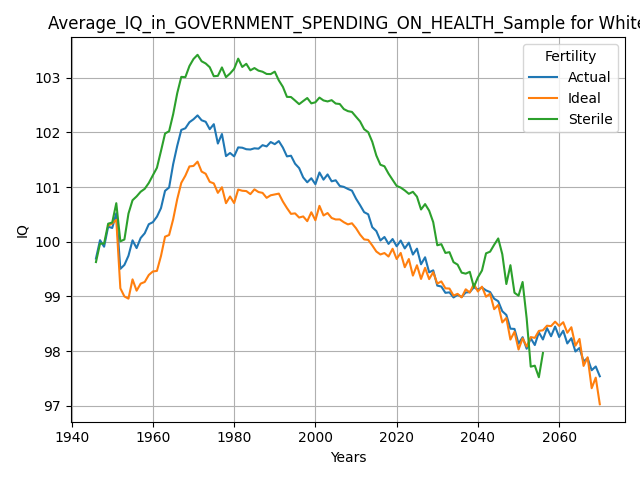 Average_IQ_in_GOVERNMENT_SPENDING_ON_HEALTH_Sample for White
Fertility
Actual
Ideal
Sterile
IQ
103
102
101
100
99
98
97
1940
1960
1980
2000
2020
2040
2060
Years